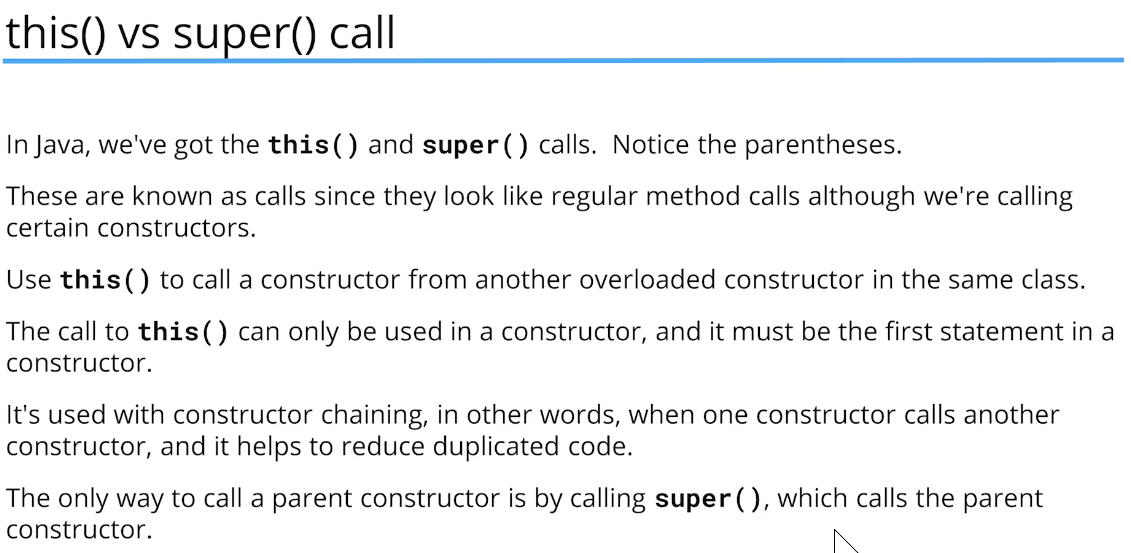 this() vs super() call
In Java, we've got the this() and super() calls.  Notice the parentheses.
These are known as calls since they look like regular method calls although we're calling
certain constructors.
Use this() to call a constructor from another overloaded constructor in the same class.
The call to this() can only be used in a constructor, and it must be the first statement in a
constructor.
It's used with constructor chaining, in other words, when one constructor calls another
constructor, and it helps to reduce duplicated code.
The only way to call a parent constructor is by calling super(), which calls the parent
constructor.